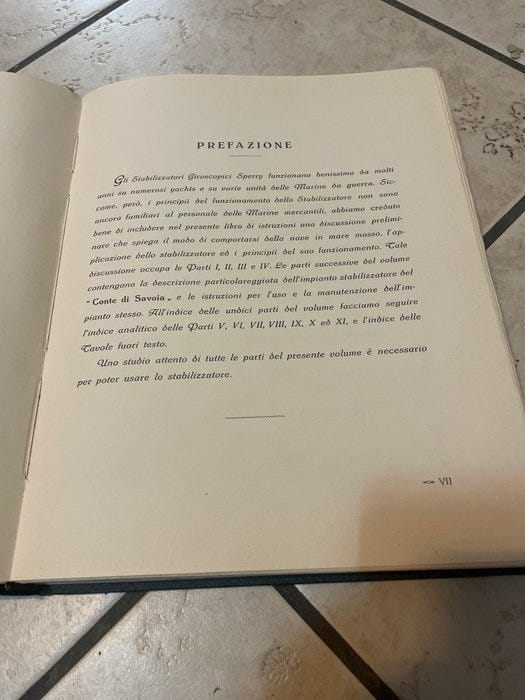 PREFAZIONE
Gli Stabilizzatori Giroscopici Sperry funzionano benissimo da molti
anni su numerosi yachts e su varie unità delle Marine da guerra. Sic-
come, però, i principii del funzionamento dello Stabilizzatore non sono
ancora familiari al personale delle Marine mercantili, abbiamo creduto
bene di includere nel presente libro di istruzioni una discussione prelimi-
nare che spiega il modo di comportarsi della nave in mare mosso, l'ap-
plicazione dello stabilizzatore ed i principii del suo funzionamento. Tale
discussione occupa le Parti I, II, III e IV. Le parti successive del volume
contengono la descrizione particolareggiata dell'impianto stabilizzatore del
"Conte di Savoia„ e le istruzioni per l'uso e la manutenzione dell'im-
pianto stesso. All'indice delle undici parti del volume facciamo seguire
l'indice analitico delle Parti V, VI, VII, VIII, IX, X ed XI, e l'indice delle
Tavole fuori testo.
Uno studio attento di tutte le parti del presente volume è necessario
per poter usare lo stabilizzatore.
VII